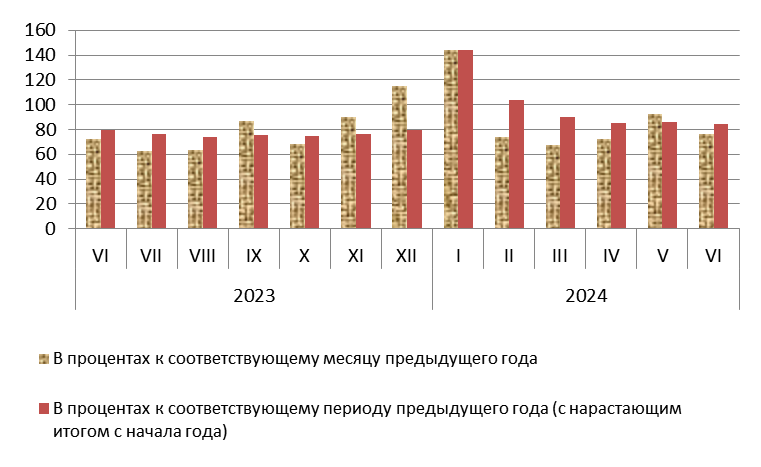 160
140
120
100
80
60
40
20
0
VI VII VIII IX X XI XII I II III IV V VI
2023 2024
В процентах к соответствующему месяцу предыдущего года
В процентах к соответствующему периоду предыдущего года (с нарастающим
итогом с начала года)